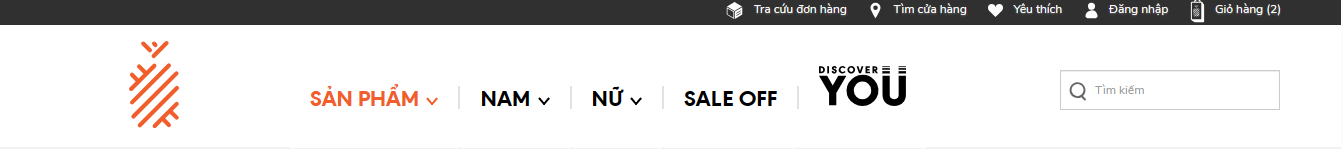 Tra cứu đơn hàng Tìm cửa hàng Yêu thích Đăng nhập Giỏ hàng (2)
DISCOVER
SẢN PHẨM NAM NỮ SALE OFF YOU Tìm kiếm